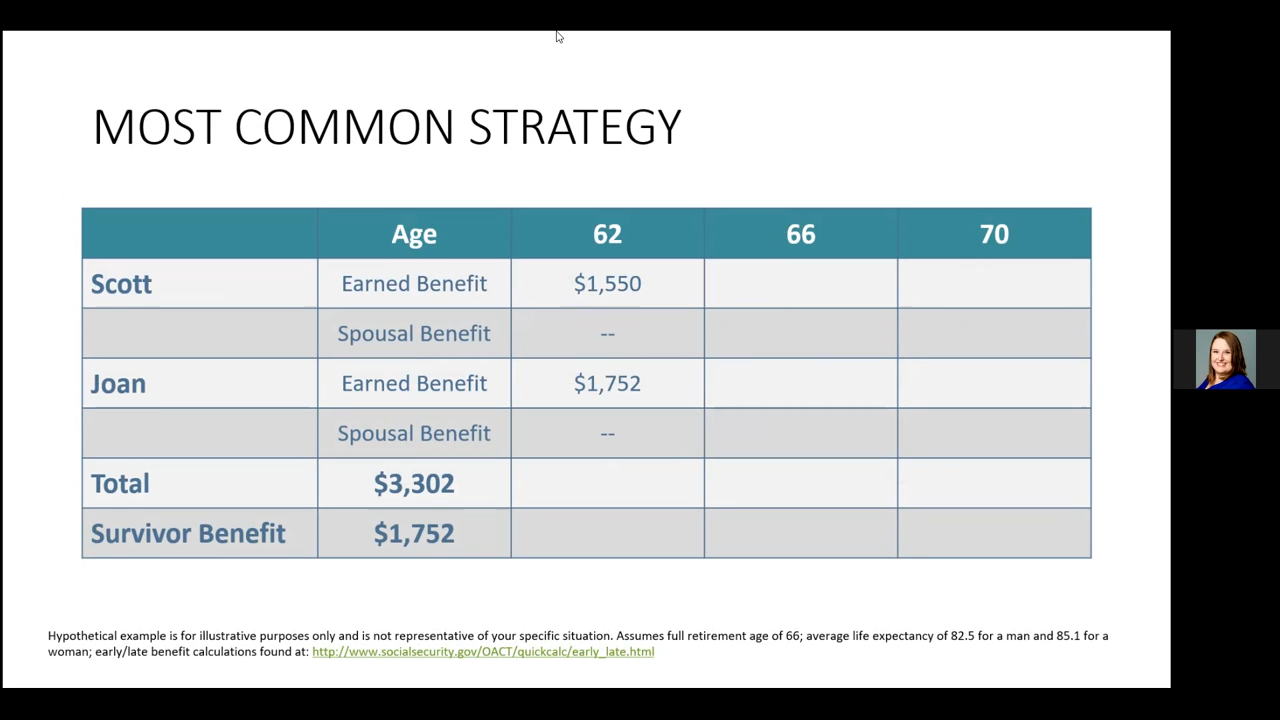 MOST COMMON STRATEGY
Age 62 66 70
Scott Earned Benefit $1,550
Spousal Benefit --
Joan Earned Benefit $1,752
Spousal Benefit --
Total $3,302
Survivor Benefit $1,752
Hypothetical example is for illustrative purposes only and is not representative of your specific situation. Assumes full retirement age of 66; average life expectancy of 82.5 for a man and 85.1 for a
woman; early/late benefit calculations found at: http://www.socialsecurity.gov/OACT/quickcalc/early_late.html